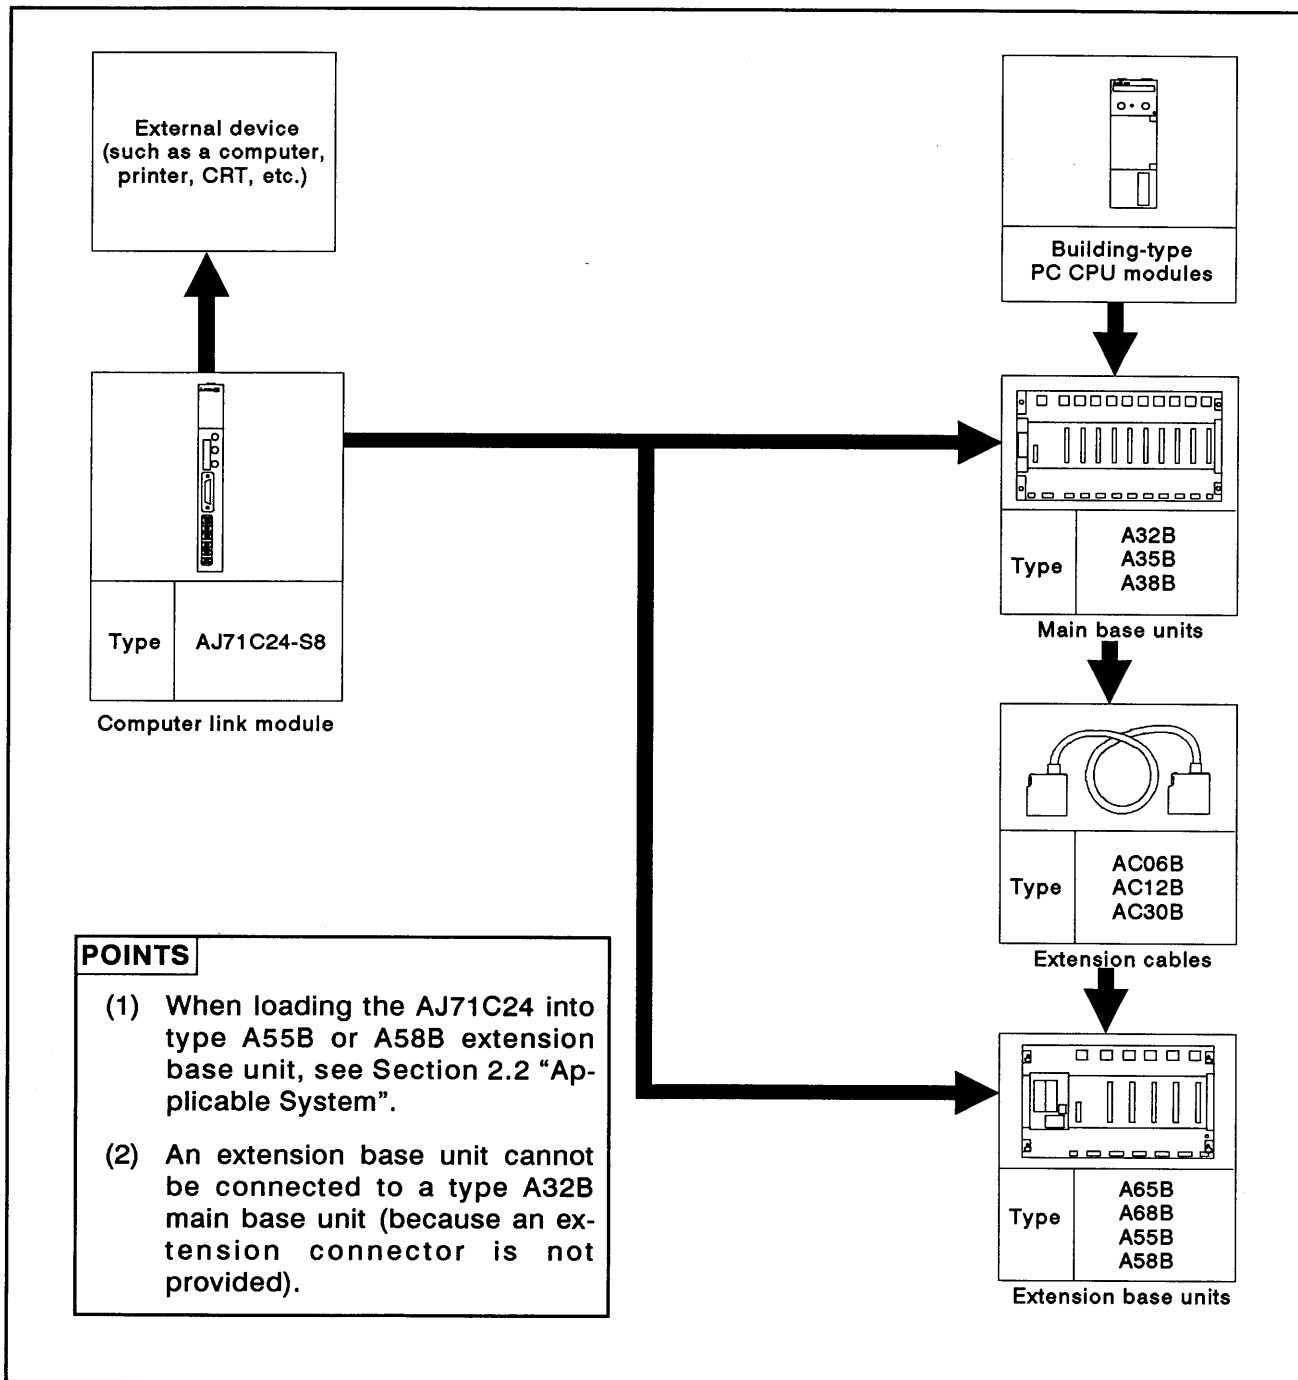 External device
(such as a computer,
printer, CRT, etc.)
Building-type
PC CPU modules
Type
A32B
A35B
A38B
Main base units
Type
AJ71C24-S8
Computer link module
Type
AC06B
AC12B
AC30B
Extension cables
POINTS
(1) When loading the AJ71C24 into
type A55B or A58B extension
base unit, see Section 2.2 “Ap-
plicable System”.
(2) An extension base unit cannot
be connected to a type A32B
main base unit (because an ex-
tension connector is not
provided).
Type
A65B
A68B
A55B
A58B
Extension base units